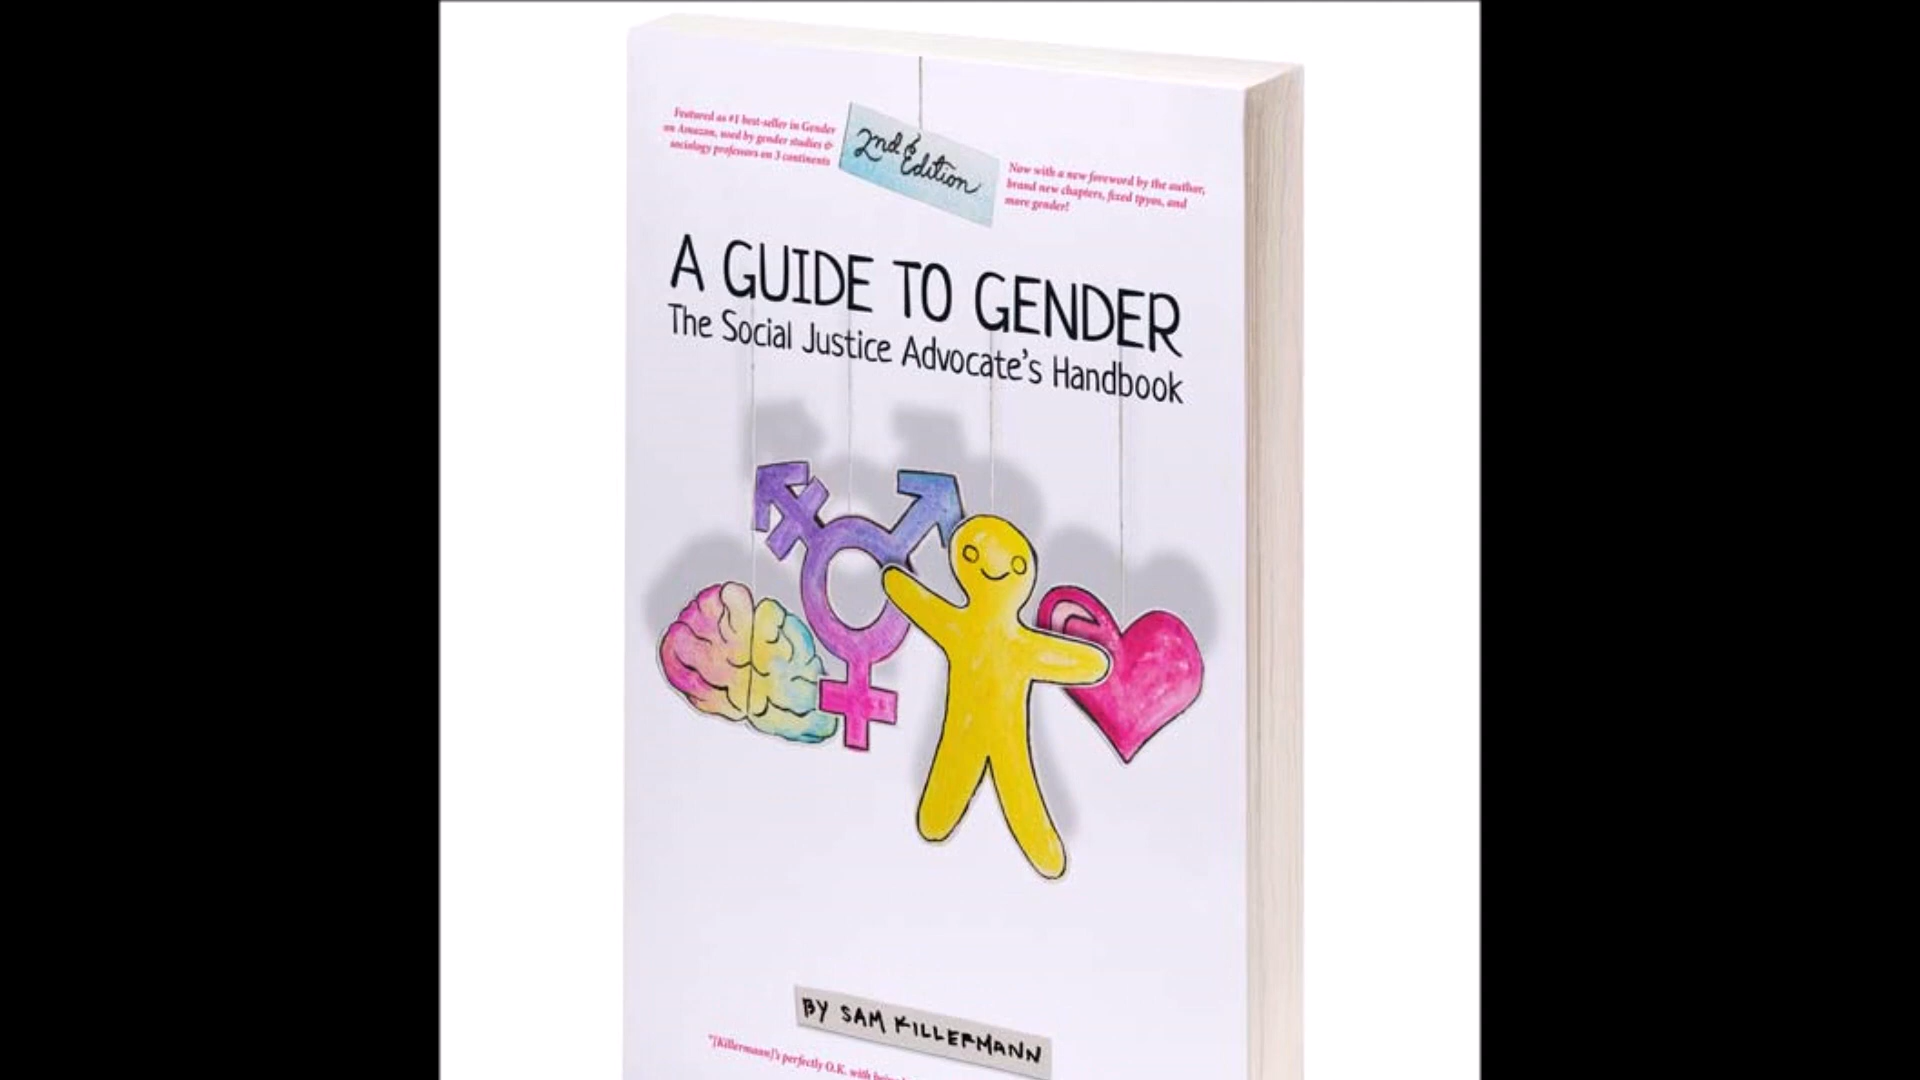 Featured as #1 best-seller in Gender
on Amazon, used by gender studies &
sociology professors on 3 continents
2nd Edition
Now with a new foreword by the author,
brand new chapters, fixed tpyos, and
more gender!
A GUIDE TO GENDER
The Social Justice Advocate's Handbook
BY SAM KILLERMANN
"[Killermann]'s perfectly O.K. with